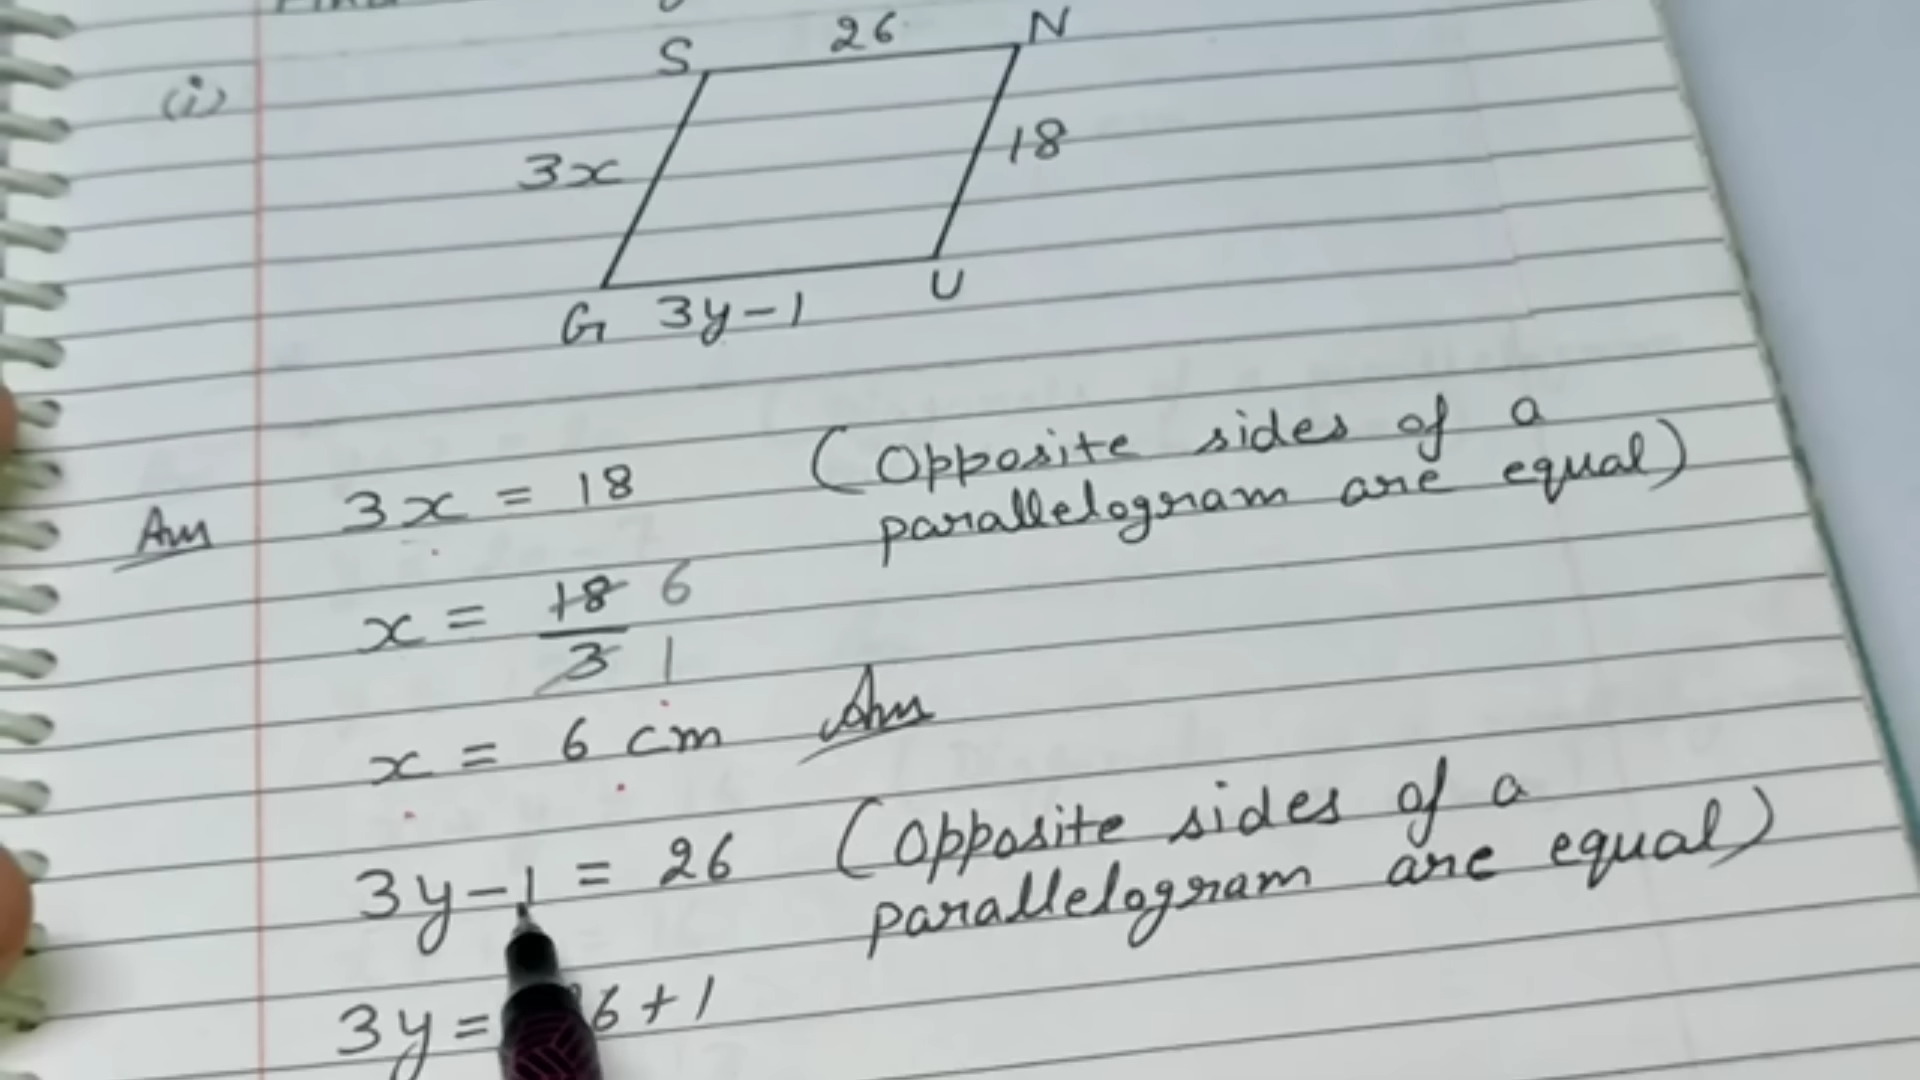 (i)
S 26 N
3x 18
G 3y-1 U
Ans 3x = 18 (Opposite sides of a
parallelogram are equal)
x = 18/3 6 1
x = 6 cm Ans
3y-1 = 26 (Opposite sides of a
parallelogram are equal)
3y = 6+1